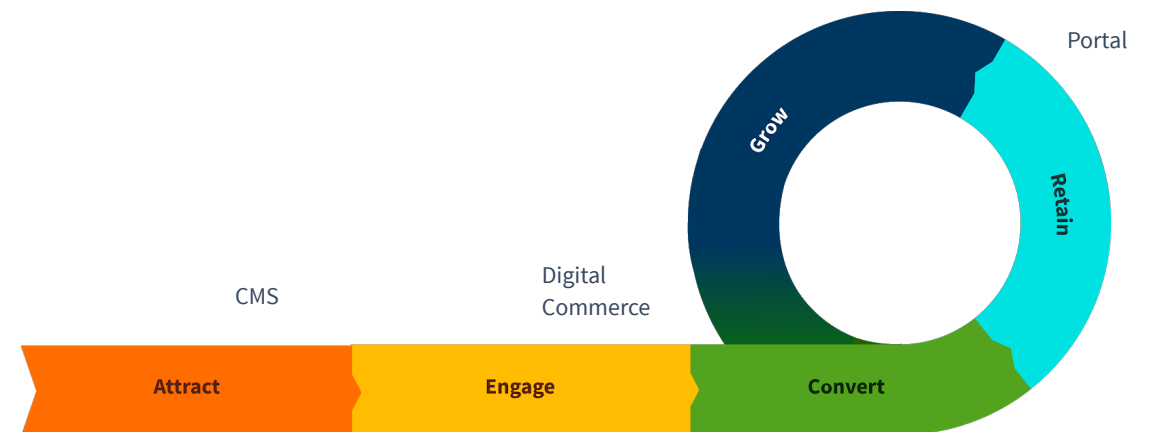 Portal
Grow
Retain
Digital
Commerce
CMS
Attract
Engage
Convert